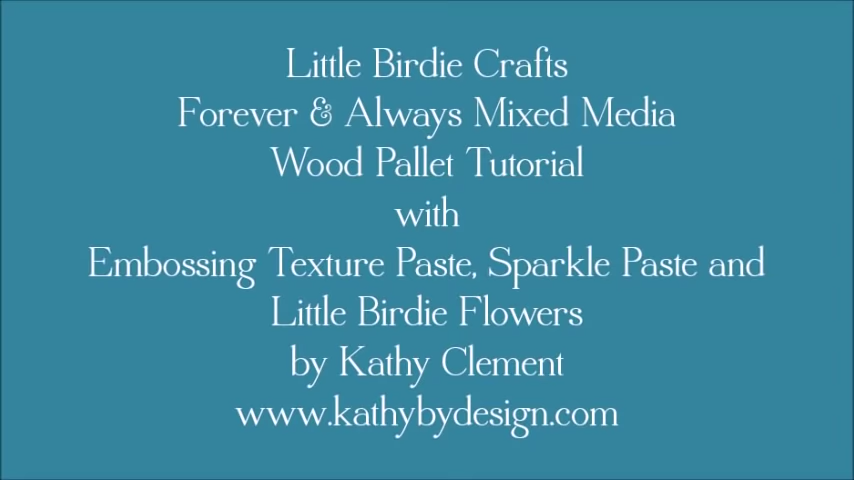 Little Birdie Crafts
Forever & Always Mixed Media
Wood Pallet Tutorial
with
Embossing Texture Paste, Sparkle Paste and
Little Birdie Flowers
by Kathy Clement
www.kathybydesign.com